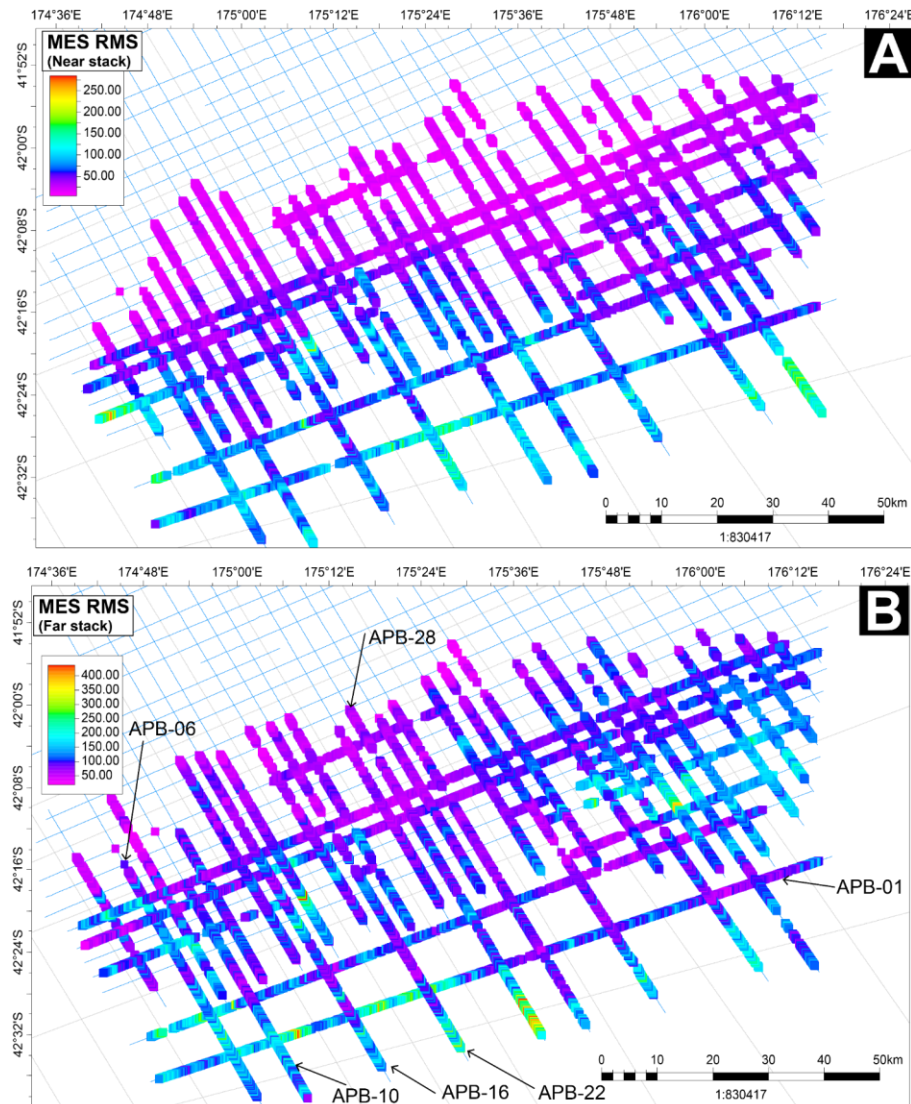 174°36'E 174°48'E 175°0'E 175°12'E 175°24'E 175°36'E 175°48'E 176°0'E 176°12'E 176°24'E
MES RMS
(Near stack)
250.00
200.00
150.00
100.00
50.00
A
41°52'S
42°00'S
42°08'S
42°16'S
42°24'S
42°32'S
0 10 20 30 40 50km
1:830417
174°36'E 174°48'E 175°0'E 175°12'E 175°24'E 175°36'E 175°48'E 176°0'E 176°12'E 176°24'E
MES RMS
(Far stack)
400.00
350.00
300.00
250.00
200.00
150.00
100.00
50.00
B
APB-28
APB-06
APB-01
APB-22
APB-16
APB-10
41°52'S
42°00'S
42°08'S
42°16'S
42°24'S
42°32'S
0 10 20 30 40 50km
1:830417